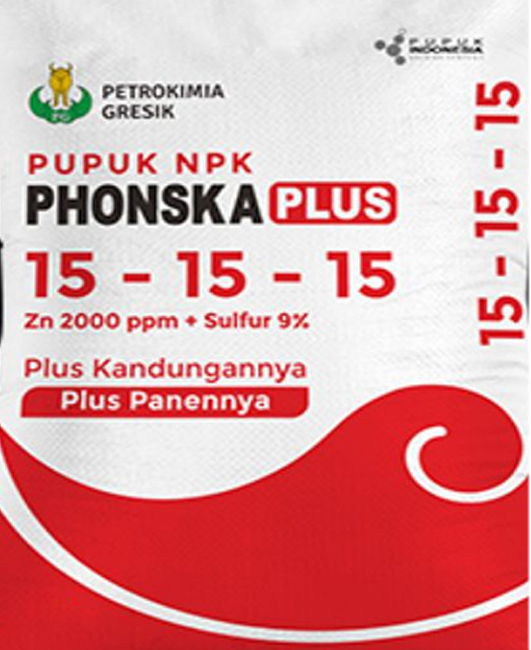 PUPUK
INDONESIA
PETROKIMIA
GRESIK
PUPUK NPK
PHONSKA PLUS
15 - 15 - 15
Zn 2000 ppm + Sulfur 9%
Plus Kandungannya
Plus Panennya
15 - 15 - 15